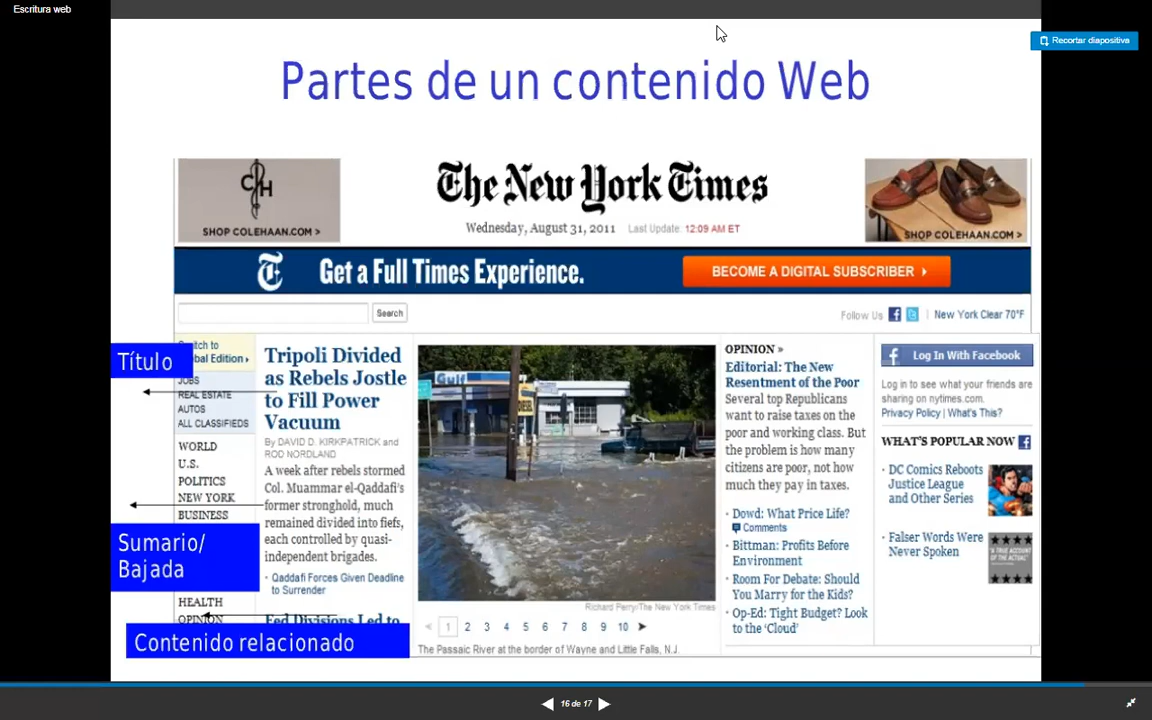 Escritura web
Recortar diapositiva
Partes de un contenido Web
CH
SHOP COLEHAAN.COM >
The New York Times
Wednesday, August 31, 2011 Last Update: 12:09 AM ET
SHOP COLEHAAN.COM >
T Get a Full Times Experience.
BECOME A DIGITAL SUBSCRIBER
Search
Follow Us
New York Clear 70°F
Título
to
Edition
JOBS
REAL ESTATE
AUTOS
ALL CLASSIFIEDS
WORLD
U.S.
POLITICS
NEW YORK
BUSINESS
Sumario/
Bajada
HEALTH
OPINION
Contenido relacionado
Tripoli Divided
as Rebels Jostle
to Fill Power
Vacuum
By DAVID D. KIRKPATRICK and
ROD NORDLAND
A week after rebels stormed
Col. Muammar el-Qaddafi's
former stronghold, much
remained divided into fiefs,
each controlled by quasi-
independent brigades.
Qaddafi Forces Given Deadline
to Surrender
Fed Divisions Led to
Gulf
DIESEL
Richard Perry/The New York Times
1 2 3 4 5 6 7 8 9 10
The Passaic River at the border of Wayne and Little Falls, N.J.
OPINION »
Editorial: The New
Resentment of the Poor
Several top Republicans
want to raise taxes on the
poor and working class. But
the problem is how many
citizens are poor, not how
much they pay in taxes.
Dowd: What Price Life?
Comments
Bittman: Profits Before
Environment
Room For Debate: Should
You Marry for the Kids?
Op-Ed: Tight Budget? Look
to the 'Cloud'
Log In With Facebook
Log in to see what your friends are
sharing on nytimes.com.
Privacy Policy | What's This?
WHAT'S POPULAR NOW
DC Comics Reboots
Justice League
and Other Series
Falser Words Were
Never Spoken
16 de 17